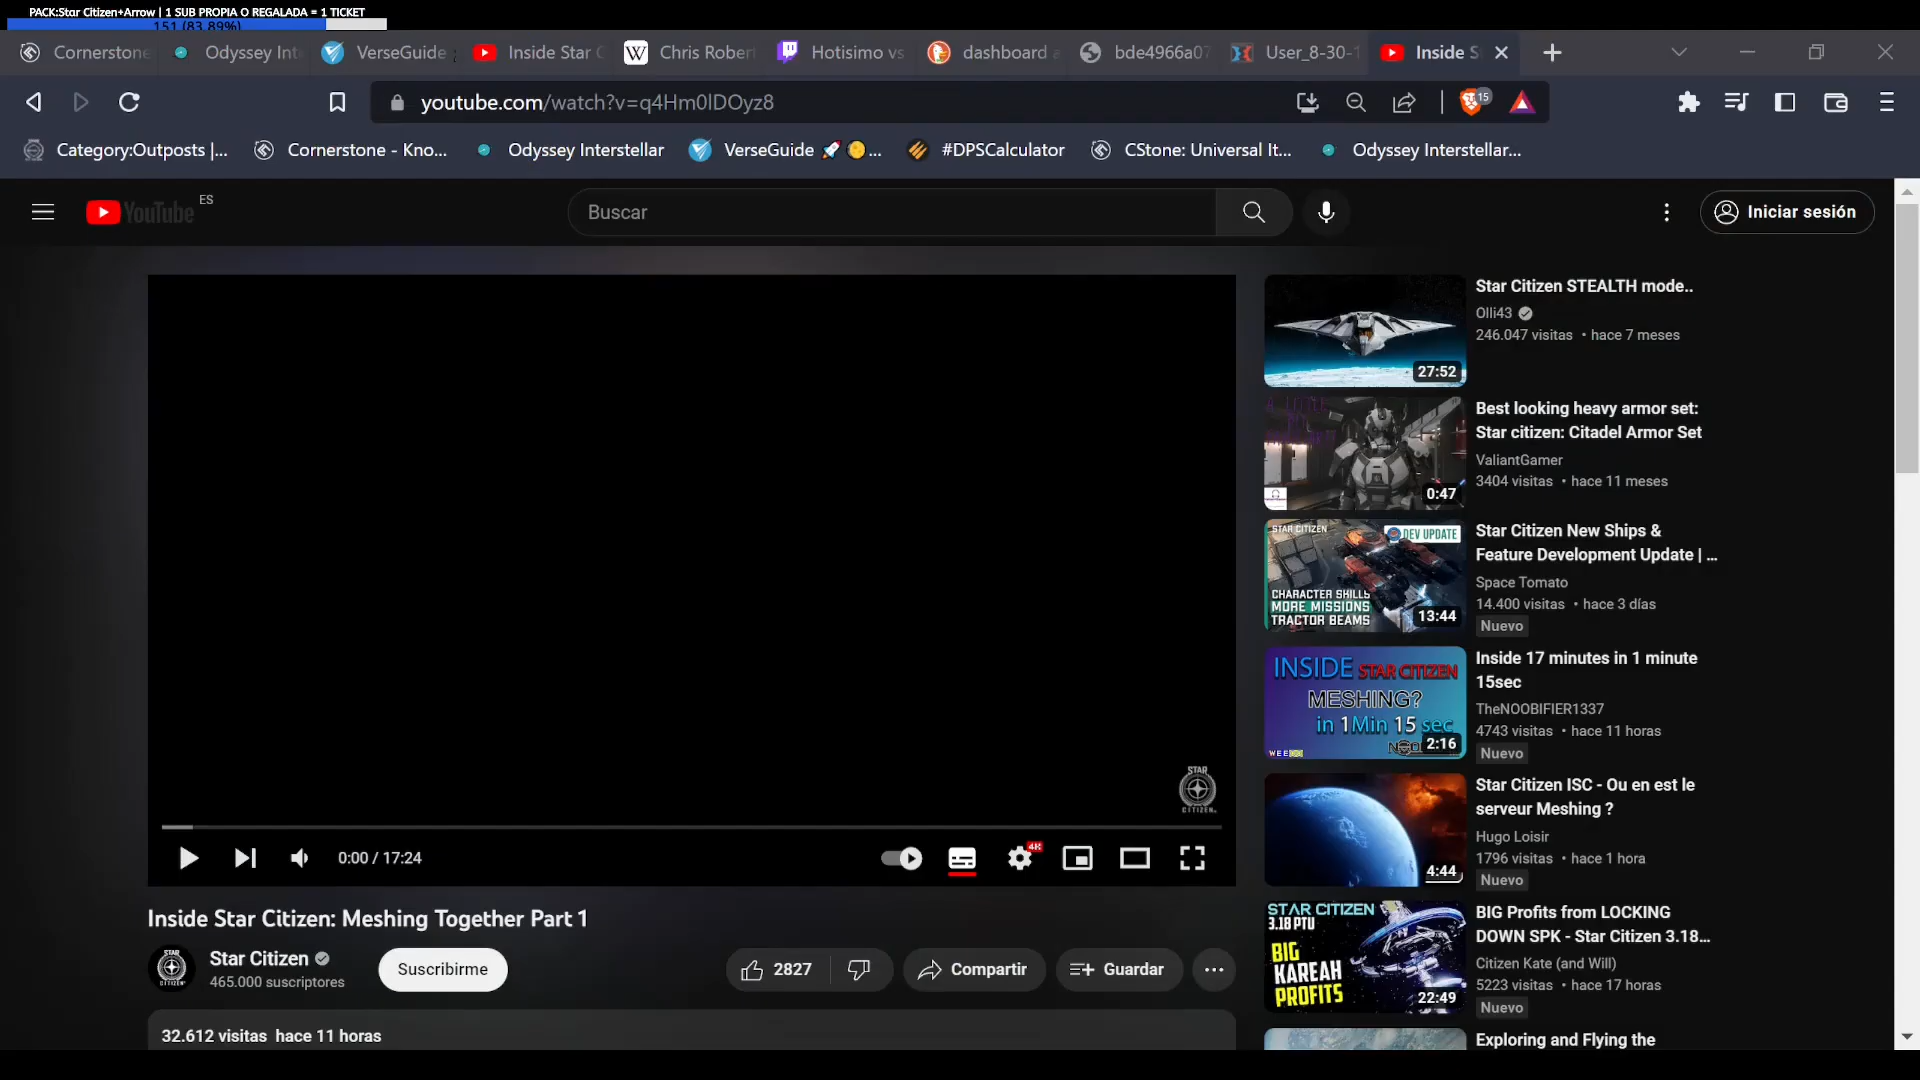 PACK:Star Citizen+Arrow | 1 SUB PROPIA O REGALADA = 1 TICKET
151 (83.89%)
Cornerstone
Odyssey Int
VerseGuide
Inside Star C
Chris Rober
Hotisimo vs
dashboard a
bde4966a07
User_8-30-1
Inside S
youtube.com/watch?v=q4Hm0lDOyz8
15
Category:Outposts |...
Cornerstone - Kno...
Odyssey Interstellar
VerseGuide 🚀🌕...
#DPSCalculator
CStone: Universal It...
Odyssey Interstellar...
YouTube ES
Buscar
Iniciar sesión
STAR
CITIZEN
0:00 / 17:24
4K
Inside Star Citizen: Meshing Together Part 1
Star Citizen
465.000 suscriptores
Suscribirme
2827
Compartir
Guardar
32.612 visitas hace 11 horas
27:52
Star Citizen STEALTH mode..
Olli43
246.047 visitas • hace 7 meses
0:47
Best looking heavy armor set:
Star citizen: Citadel Armor Set
ValiantGamer
3404 visitas • hace 11 meses
STAR CITIZEN
DEV UPDATE
CHARACTER SKILLS
MORE MISSIONS
TRACTOR BEAMS
13:44
Star Citizen New Ships &
Feature Development Update | ...
Space Tomato
14.400 visitas • hace 3 días
Nuevo
INSIDE STAR CITIZEN
MESHING?
in 1Min 15 sec
2:16
Inside 17 minutes in 1 minute
15sec
TheNOOBIFIER1337
4743 visitas • hace 11 horas
Nuevo
4:44
Star Citizen ISC - Ou en est le
serveur Meshing ?
Hugo Loisir
1796 visitas • hace 1 hora
Nuevo
STAR CITIZEN
3.18 PTU
BIG
KAREAH
PROFITS
22:49
BIG Profits from LOCKING
DOWN SPK - Star Citizen 3.18...
Citizen Kate (and Will)
5223 visitas • hace 17 horas
Nuevo
Exploring and Flying the